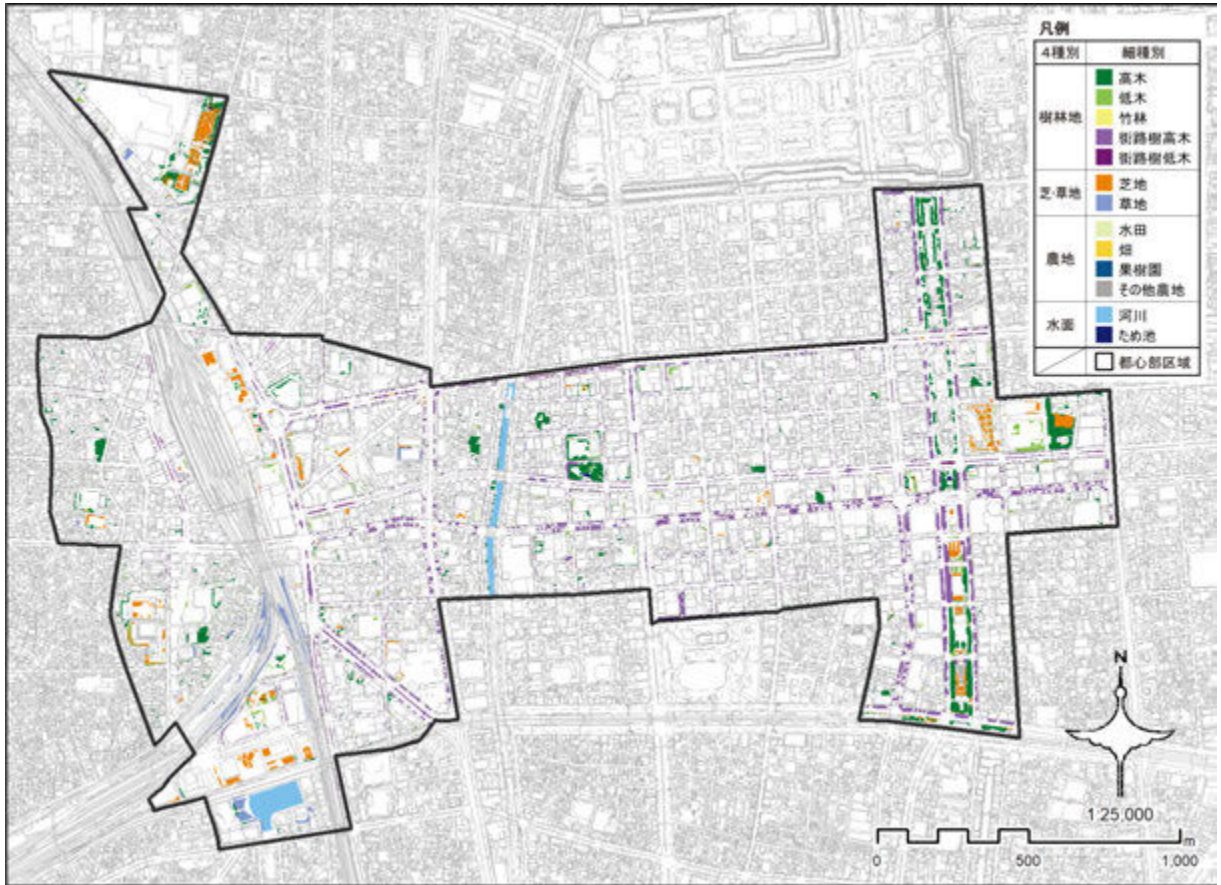 凡例
4種別 細種別
樹林地
高木
低木
竹林
街路樹高木
街路樹低木
芝・草地
芝地
草地
農地
水田
畑
果樹園
その他農地
水面
河川
ため池
都心部区域
N
1:25,000
m
0 500 1,000